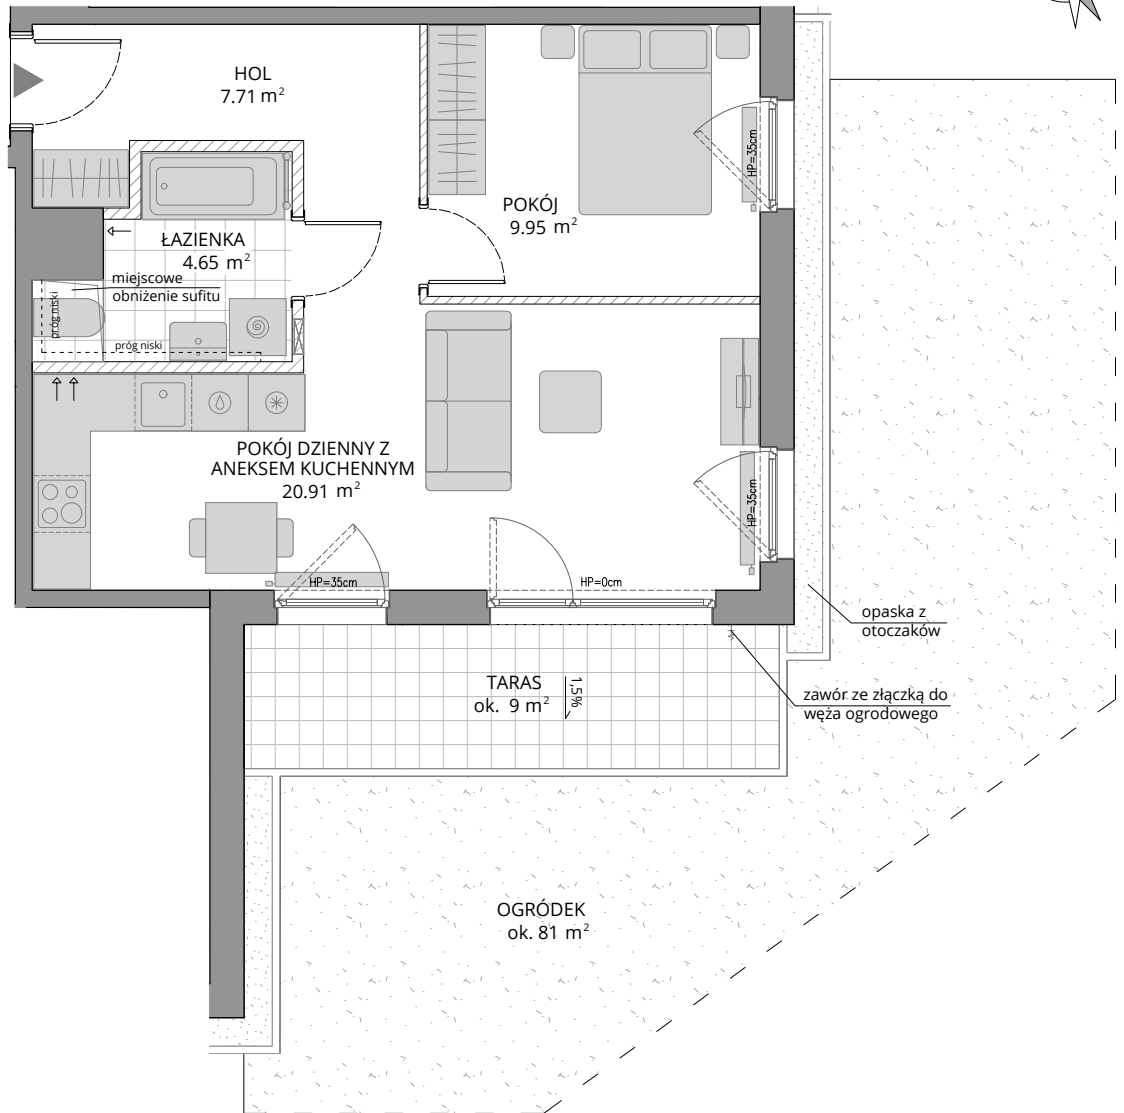 HOL
7.71 m²
HP=35cm
POKÓJ
9.95 m²
ŁAZIENKA
4.65 m²
miejscowe
obniżenie sufitu
próg niski
próg niski
POKÓJ DZIENNY Z
ANEKSEM KUCHENNYM
20.91 m²
HP=35cm
HP=35cm
HP=0cm
opaska z
otoczaków
TARAS
ok. 9 m²
1,5%
zawór ze złączką do
węża ogrodowego
OGRÓDEK
ok. 81 m²